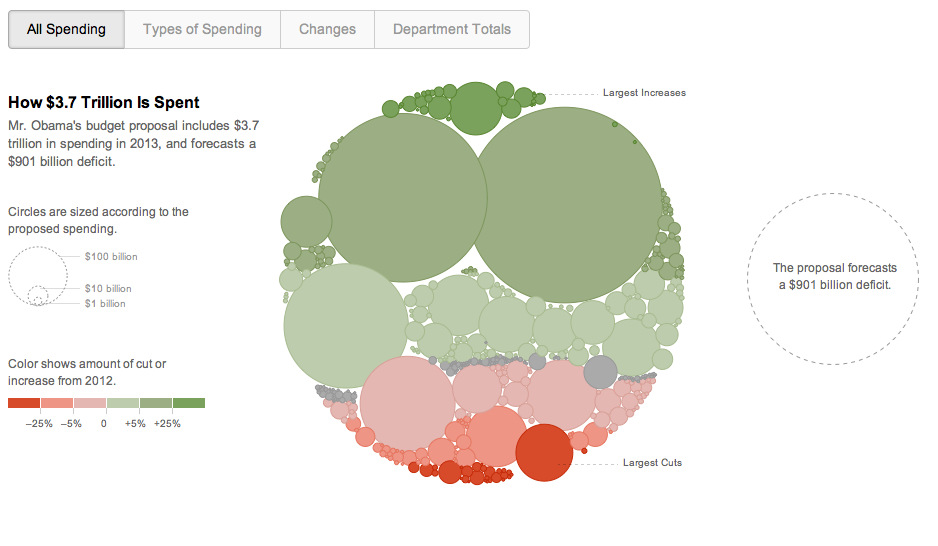 All Spending
Types of Spending
Changes
Department Totals
How $3.7 Trillion Is Spent
Mr. Obama's budget proposal includes $3.7
trillion in spending in 2013, and forecasts a
$901 billion deficit.
Circles are sized according to the
proposed spending.
$100 billion
$10 billion
$1 billion
Color shows amount of cut or
increase from 2012.
−25% −5% 0 +5% +25%
Largest Increases
Largest Cuts
The proposal forecasts
a $901 billion deficit.